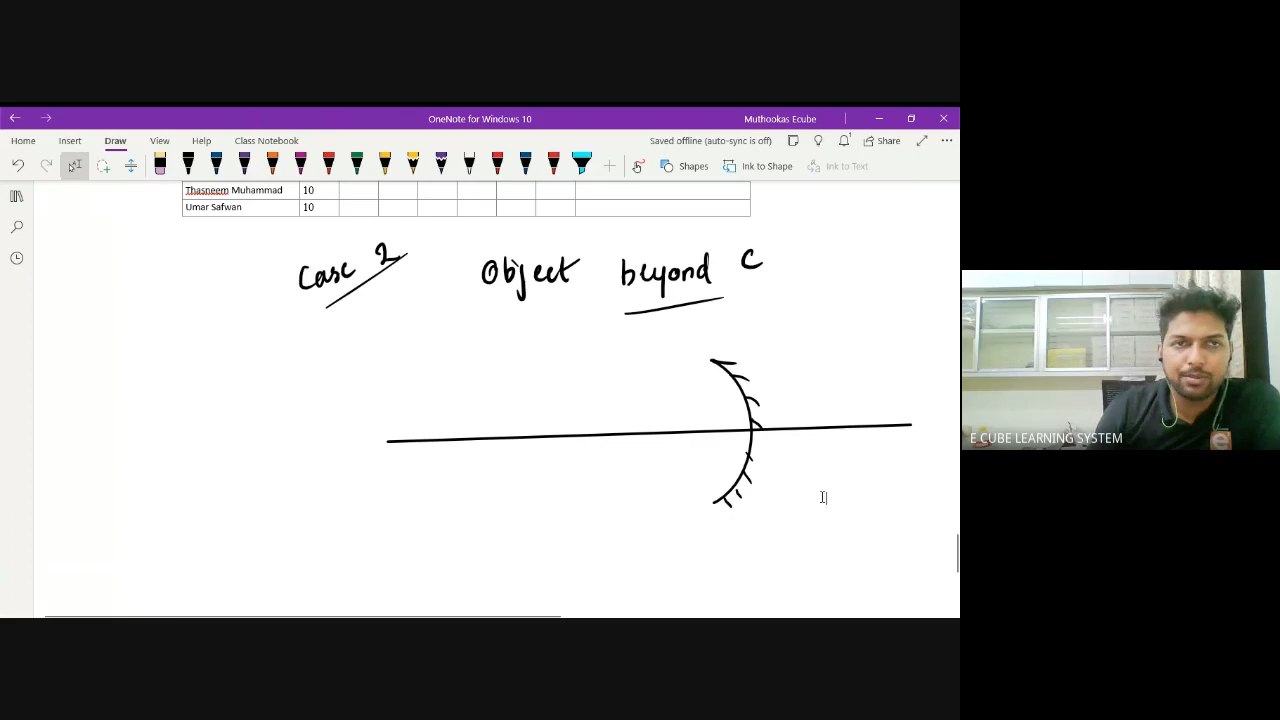 OneNote for Windows 10
Muthookas Ecube
Home Insert Draw View Help Class Notebook
Saved offline (auto-sync is off)
Share
Shapes
Ink to Shape
Ink to Text
Thasneem Muhammad 10
Umar Safwan 10
Case 2 Object beyond C
E CUBE LEARNING SYSTEM